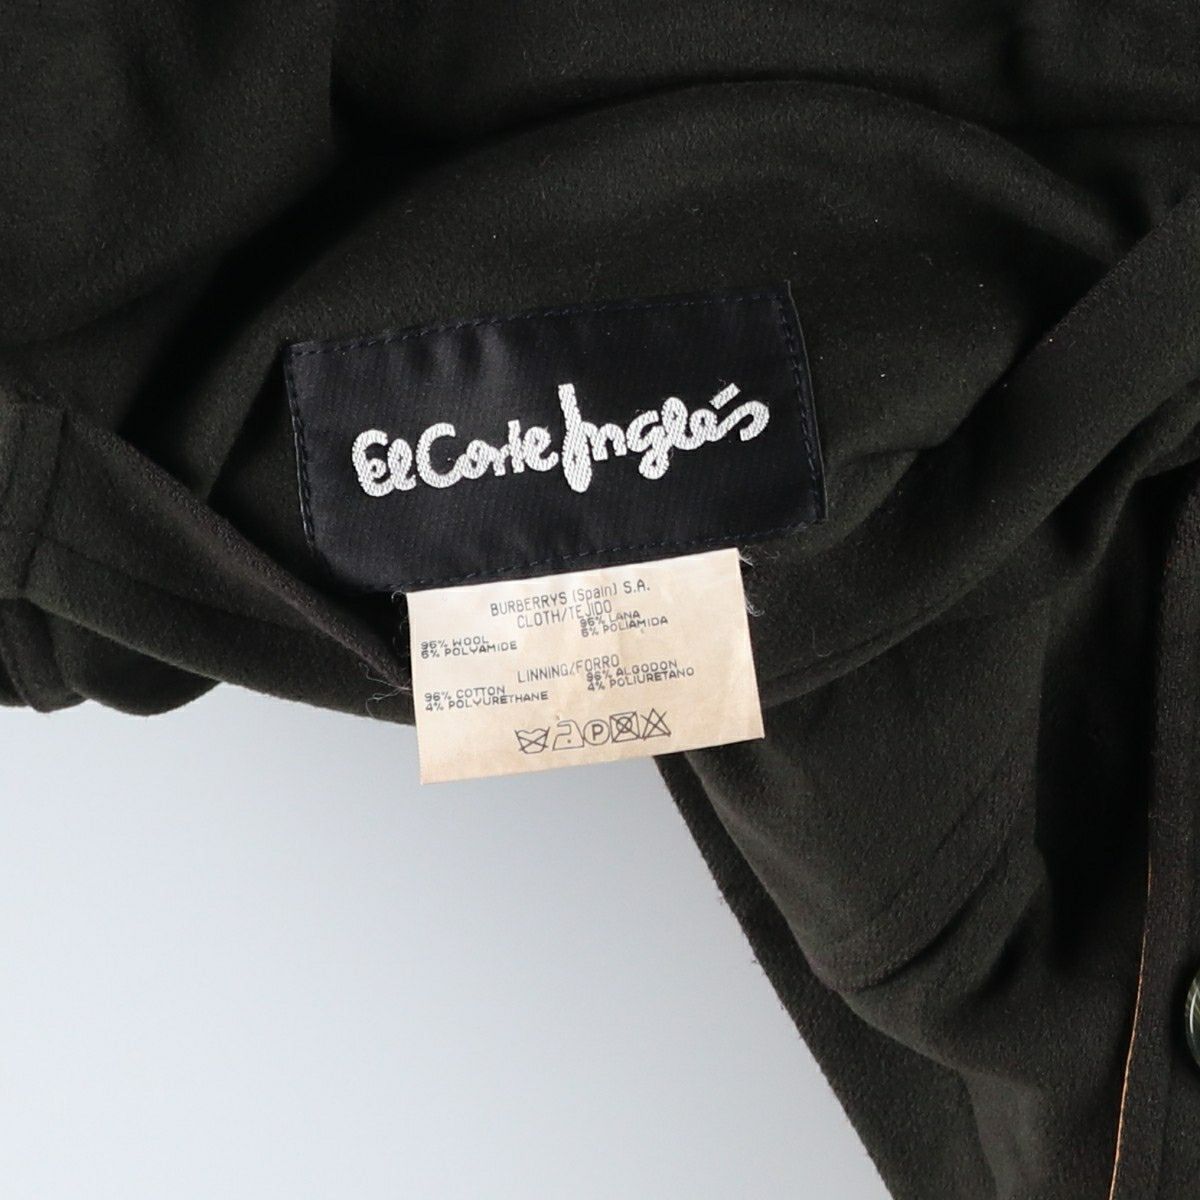 El Corte Inglés
BURBERRYS (Spain) S.A.
CLOTH/TEJIDO
96% WOOL 96% LANA
6% POLYAMIDE 6% POLIAMIDA
LINNING/FORRO
96% COTTON 96% ALGODON
4% POLYURETHANE 4% POLIURETANO
P